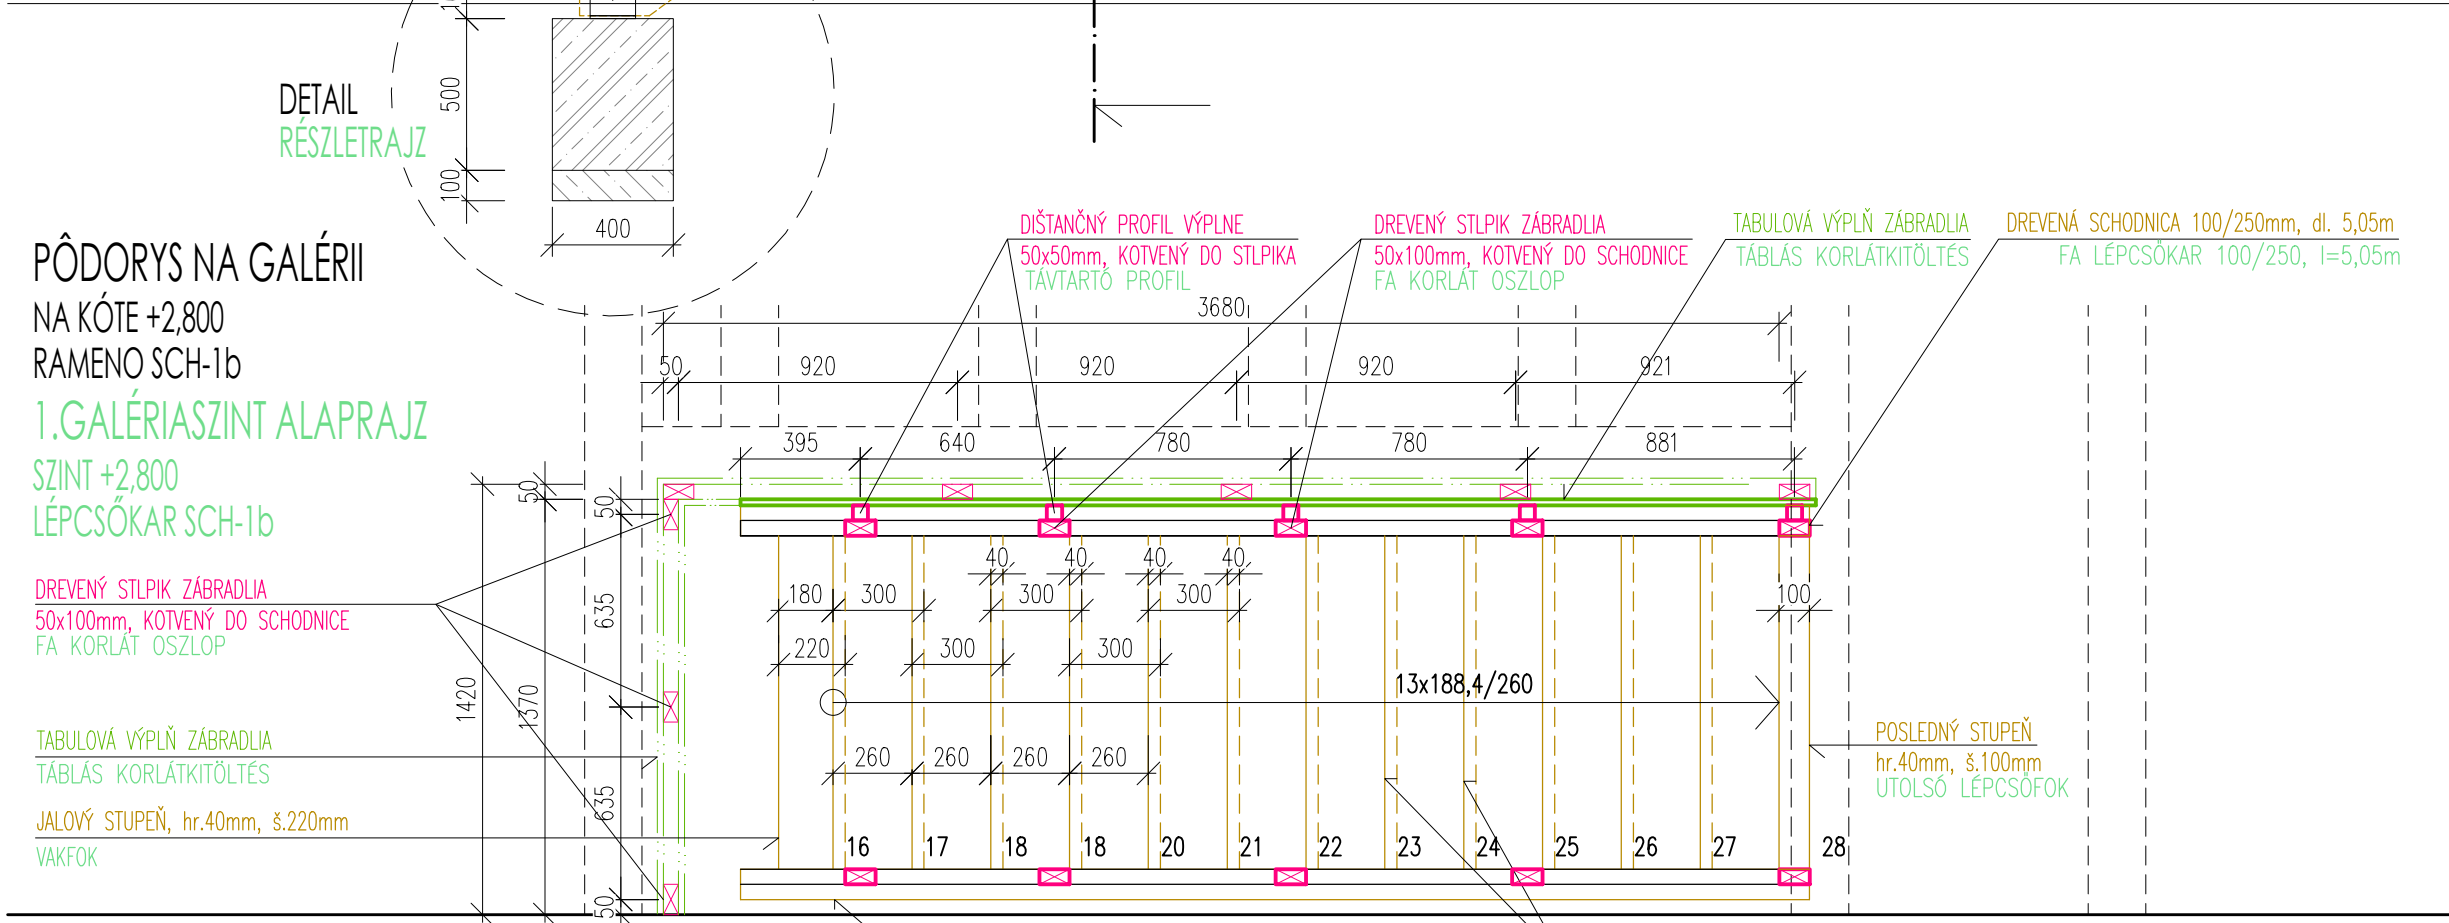 DETAIL
RÉSZLETRAJZ
500
100
400
PÔDORYS NA GALÉRII
NA KÓTE +2,800
RAMENO SCH-1b
1.GALÉRIASZINT ALAPRAJZ
SZINT +2,800
LÉPCSŐKAR SCH-1b
DIŠTANČNÝ PROFIL VÝPLNE
50x50mm, KOTVENÝ DO STLPIKA
TÁVTARTÓ PROFIL
DREVENÝ STLPIK ZÁBRADLIA
50x100mm, KOTVENÝ DO SCHODNICE
FA KORLÁT OSZLOP
TABULOVÁ VÝPLŇ ZÁBRADLIA
TÁBLÁS KORLÁTKITÖLTÉS
DREVENÁ SCHODNICA 100/250mm, dl. 5,05m
FA LÉPCSŐKAR 100/250, l=5,05m
3680
50 920 920 920 921
395 640 780 780 881
50 50
40 40 40 40
180 300 300 300 100
220 300 300
635
1420 1370
13x188,4/260
260 260 260 260
635
50
16 17 18 18 20 21 22 23 24 25 26 27 28
DREVENÝ STLPIK ZÁBRADLIA
50x100mm, KOTVENÝ DO SCHODNICE
FA KORLÁT OSZLOP
TABULOVÁ VÝPLŇ ZÁBRADLIA
TÁBLÁS KORLÁTKITÖLTÉS
JALOVÝ STUPEŇ, hr.40mm, š.220mm
VAKFOK
POSLEDNÝ STUPEŇ
hr.40mm, š.100mm
UTOLSÓ LÉPCSŐFOK